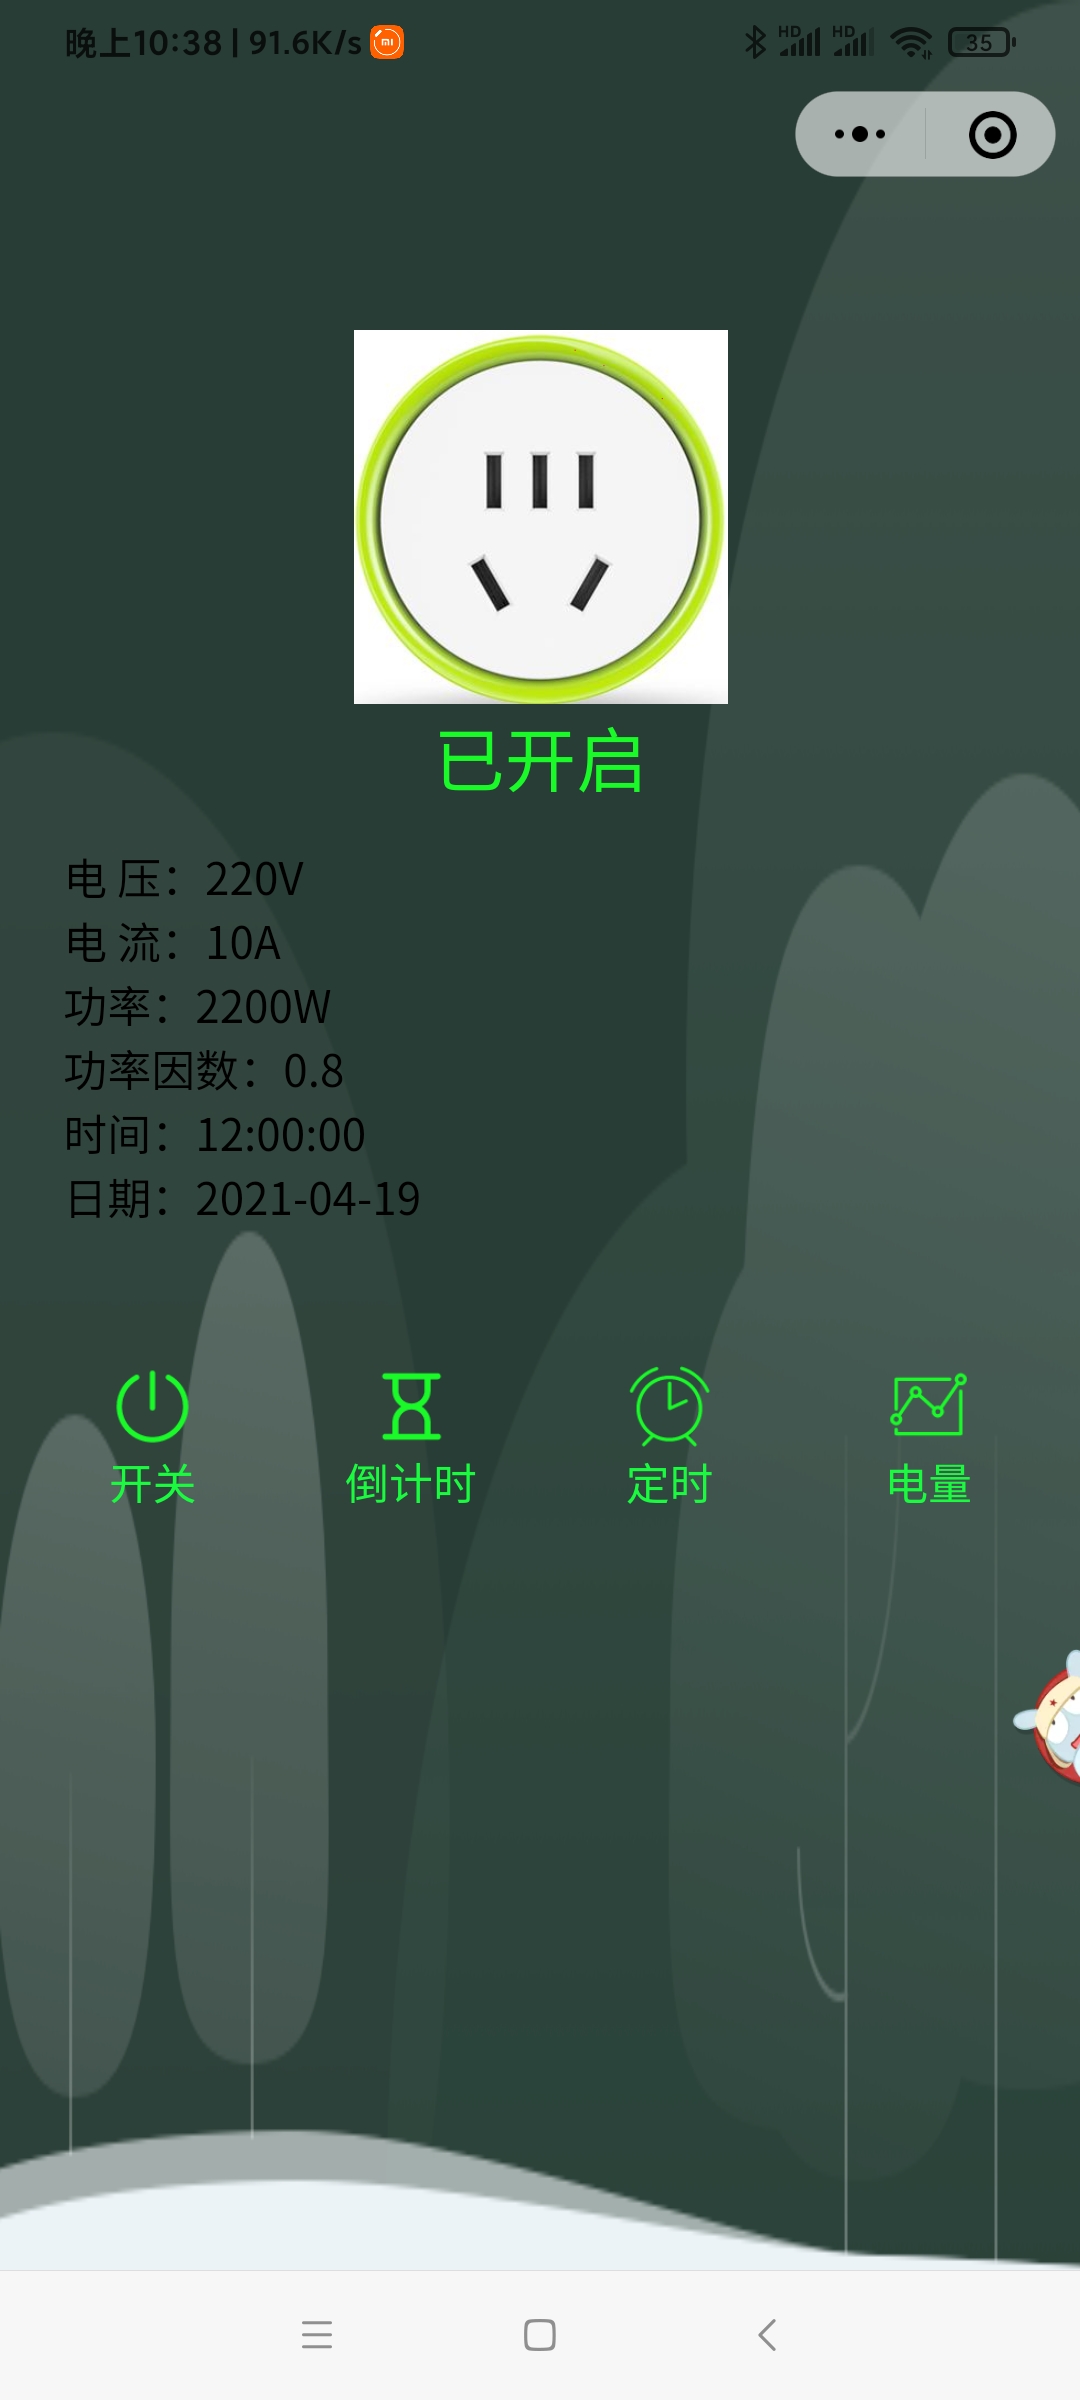 晚上10:38 | 91.6K/s
HD HD 35
已开启
电 压：220V
电 流：10A
功率：2200W
功率因数：0.8
时间：12:00:00
日期：2021-04-19
开关 倒计时 定时 电量